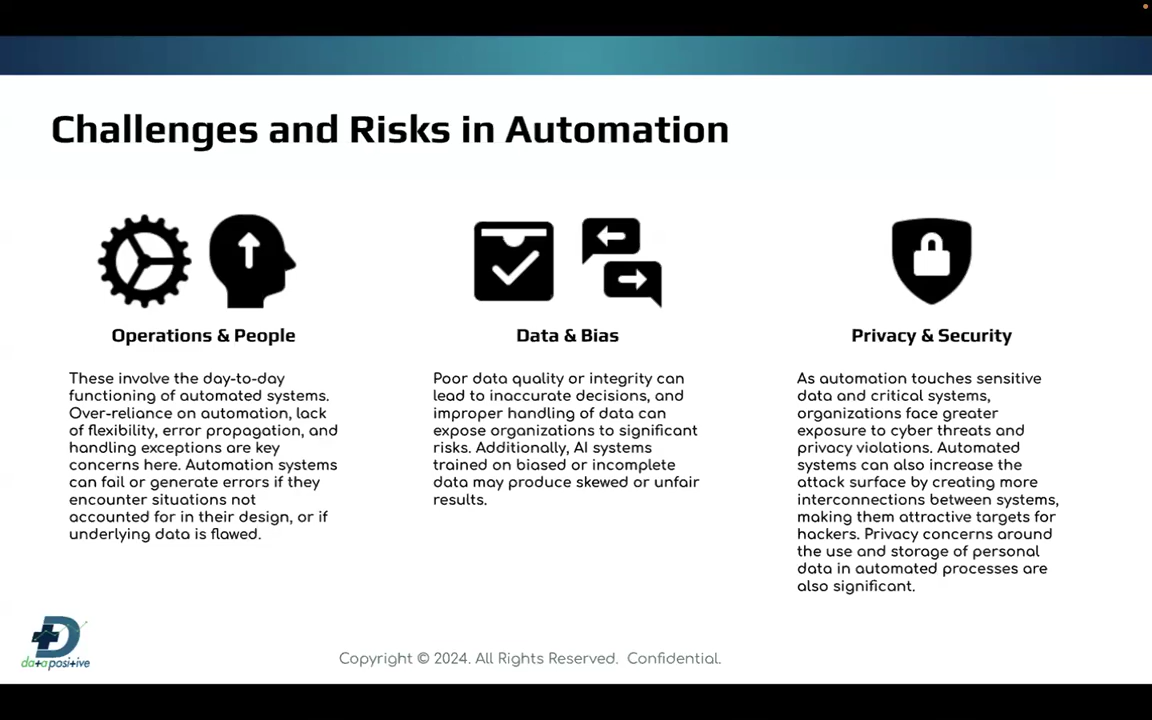 Challenges and Risks in Automation
Operations & People
These involve the day-to-day
functioning of automated systems.
Over-reliance on automation, lack
of flexibility, error propagation, and
handling exceptions are key
concerns here. Automation systems
can fail or generate errors if they
encounter situations not
accounted for in their design, or if
underlying data is flawed.
Data & Bias
Poor data quality or integrity can
lead to inaccurate decisions, and
improper handling of data can
expose organizations to significant
risks. Additionally, AI systems
trained on biased or incomplete
data may produce skewed or unfair
results.
Privacy & Security
As automation touches sensitive
data and critical systems,
organizations face greater
exposure to cyber threats and
privacy violations. Automated
systems can also increase the
attack surface by creating more
interconnections between systems,
making them attractive targets for
hackers. Privacy concerns around
the use and storage of personal
data in automated processes are
also significant.
D
data positive
Copyright © 2024. All Rights Reserved. Confidential.